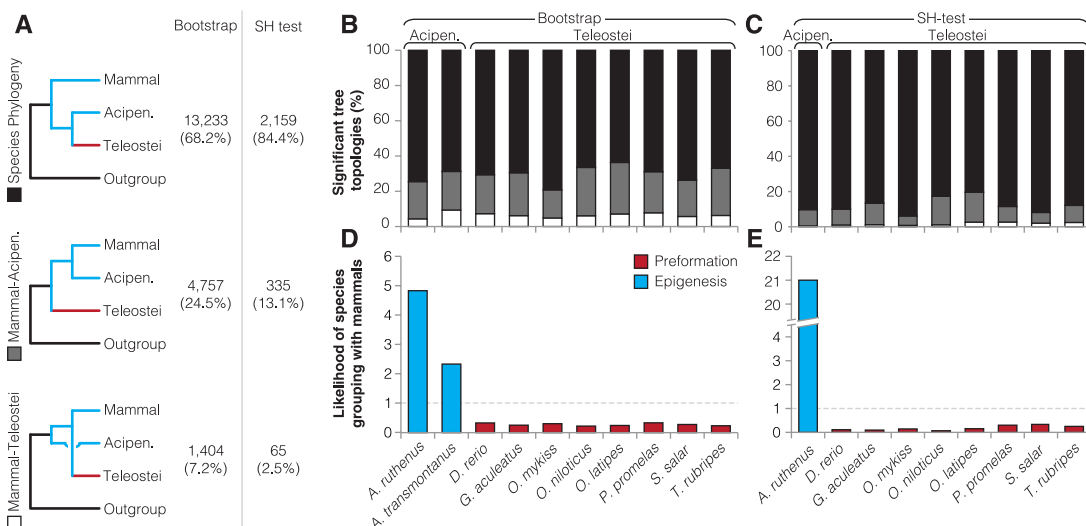 A
Bootstrap
SH test
Species Phylogeny
Mammal
Acipen.
Teleostei
Outgroup
13,233
(68.2%)
2,159
(84.4%)
Mammal-Acipen.
Mammal
Acipen.
Teleostei
Outgroup
4,757
(24.5%)
335
(13.1%)
Mammal-Teleostei
Mammal
Acipen.
Teleostei
Outgroup
1,404
(7.2%)
65
(2.5%)
B
Bootstrap
Acipen.
Teleostei
Significant tree
topologies (%)
100
80
60
40
20
0
C
SH-test
Acipen.
Teleostei
100
80
60
40
20
0
D
Likelihood of species
grouping with mammals
6
5
4
3
2
1
0
Preformation
Epigenesis
A. ruthenus
A. transmontanus
D. rerio
G. aculeatus
O. mykiss
O. niloticus
O. latipes
P. promelas
S. salar
T. rubripes
E
22
21
20
4
3
2
1
0
A. ruthenus
D. rerio
G. aculeatus
O. mykiss
O. niloticus
O. latipes
P. promelas
S. salar
T. rubripes